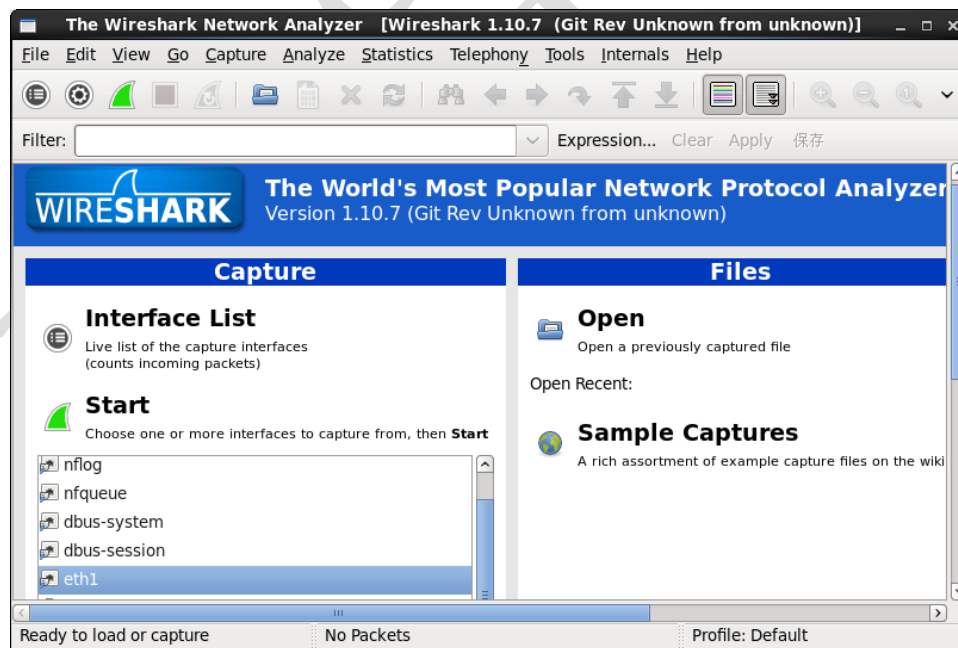 The Wireshark Network Analyzer [Wireshark 1.10.7 (Git Rev Unknown from unknown)]
File Edit View Go Capture Analyze Statistics Telephony Tools Internals Help
Filter: Expression... Clear Apply 保存
WIRESHARK
The World's Most Popular Network Protocol Analyzer
Version 1.10.7 (Git Rev Unknown from unknown)
Capture
Interface List
Live list of the capture interfaces
(counts incoming packets)
Start
Choose one or more interfaces to capture from, then Start
nflog
nfqueue
dbus-system
dbus-session
eth1
Files
Open
Open a previously captured file
Open Recent:
Sample Captures
A rich assortment of example capture files on the wiki
Ready to load or capture No Packets Profile: Default